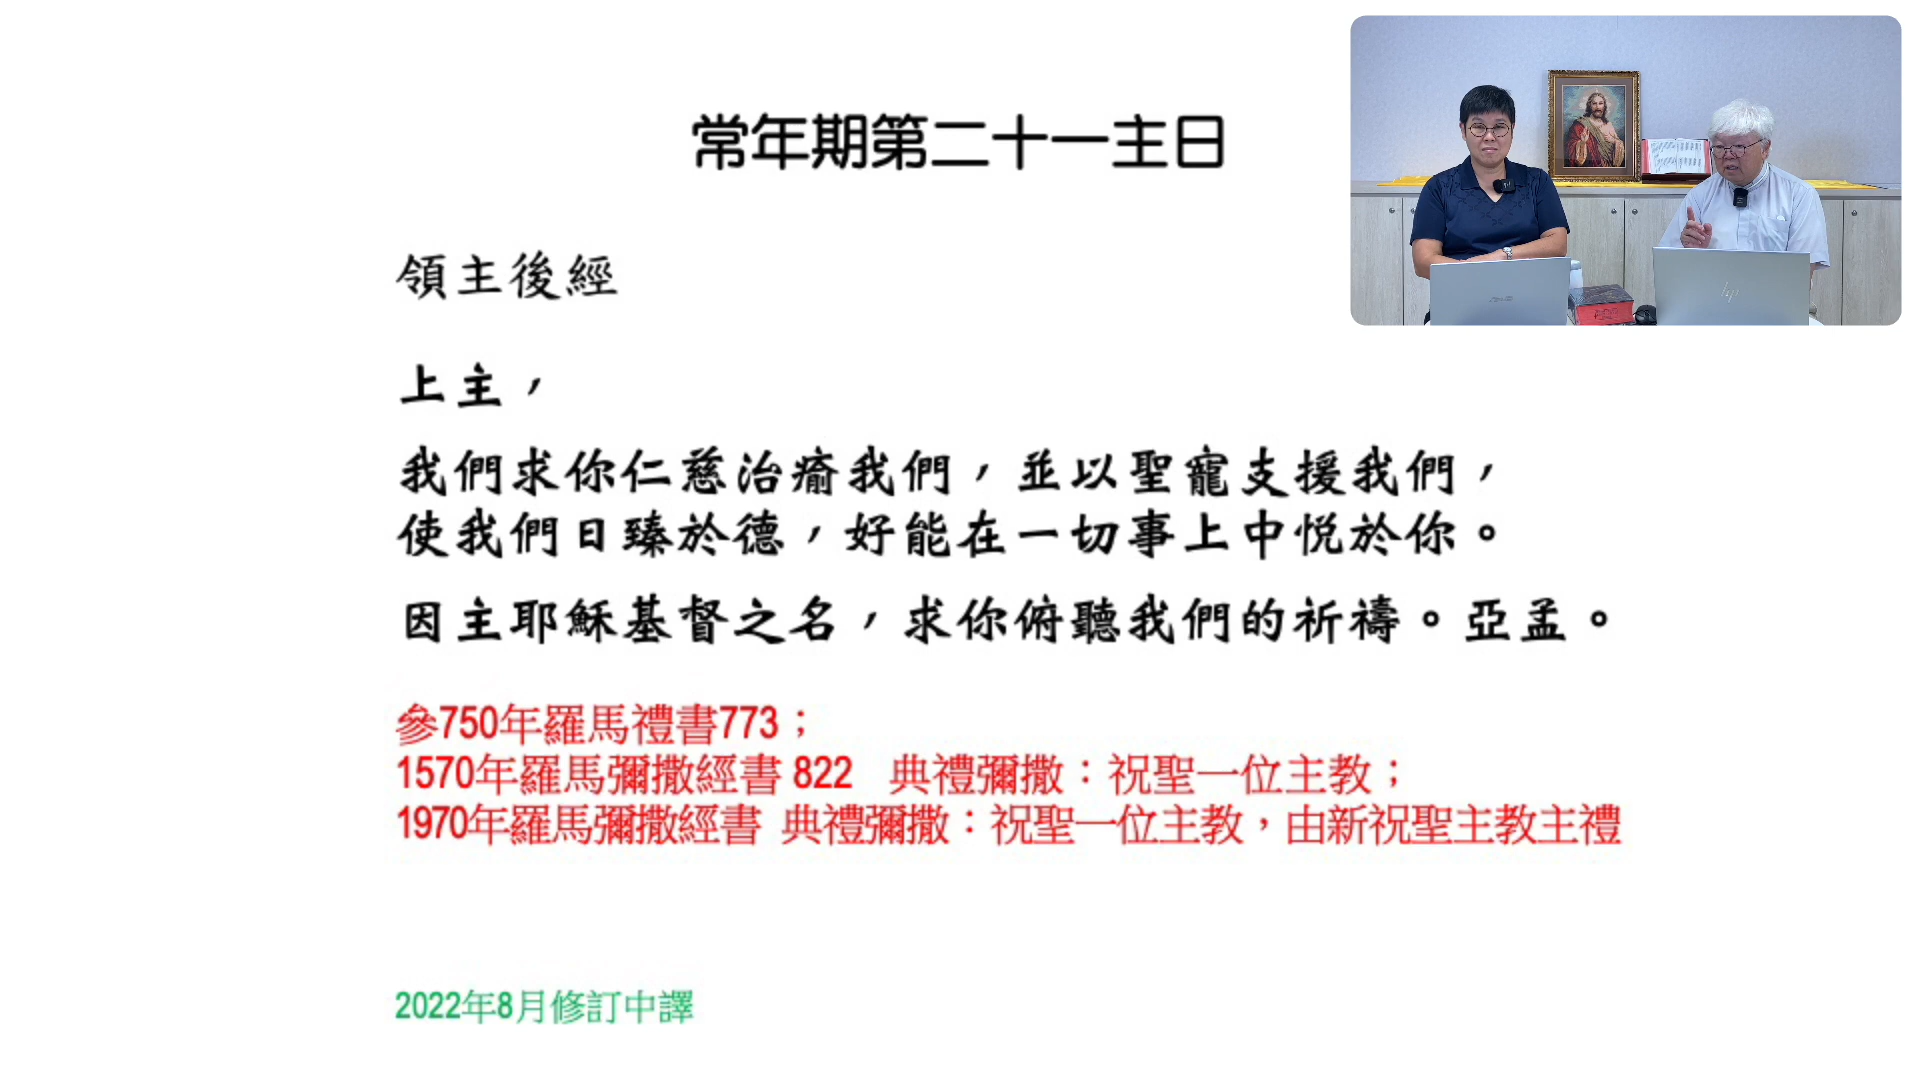 常年期第二十一主日
領主後經
上主，
我們求你仁慈治癒我們，並以聖寵支援我們，
使我們日臻於德，好能在一切事上中悅於你。
因主耶穌基督之名，求你俯聽我們的祈禱。亞孟。
參750年羅馬禮書773；
1570年羅馬彌撒經書 822 典禮彌撒：祝聖一位主教；
1970年羅馬彌撒經書 典禮彌撒：祝聖一位主教，由新祝聖主教主禮
2022年8月修訂中譯
hp